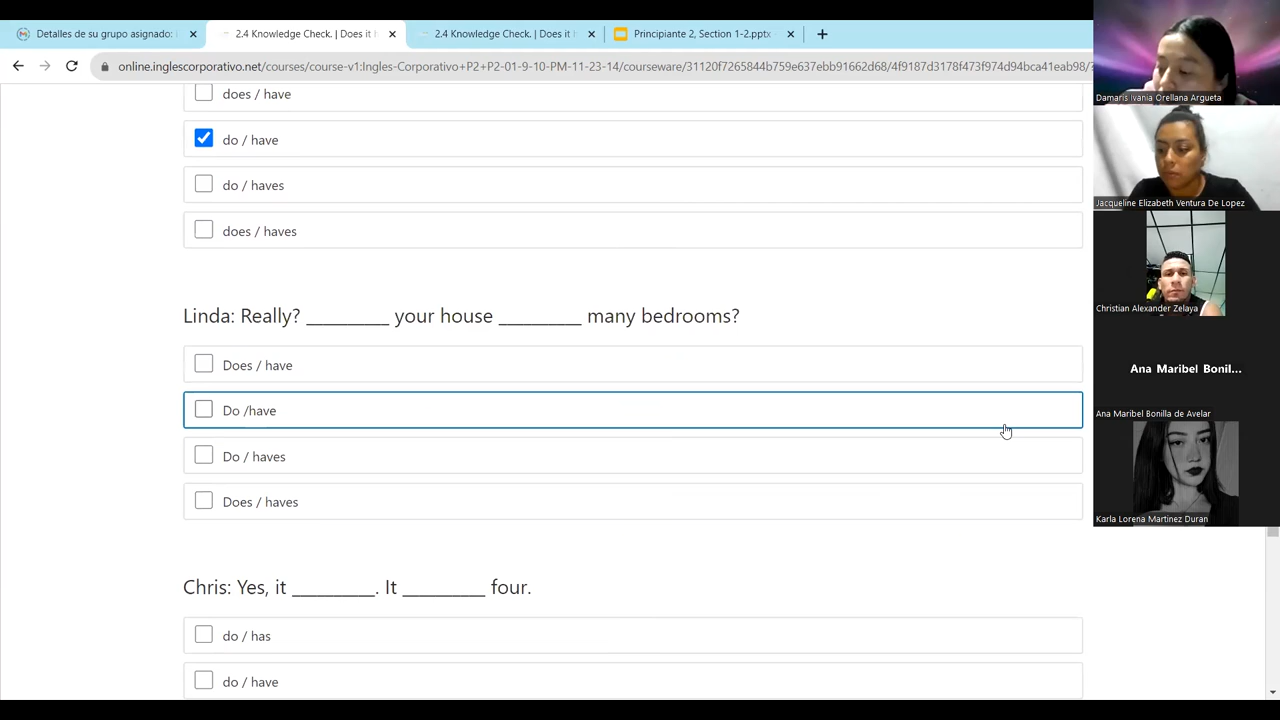 Detalles de su grupo asignado: I
2.4 Knowledge Check. | Does it h
2.4 Knowledge Check. | Does it h
Principiante 2, Section 1-2.pptx
online.inglescorporativo.net/courses/course-v1:Ingles-Corporativo+P2+P2-01-9-10-PM-11-23-14/courseware/31120f7265844b759e637ebb91662d68/4f9187d3178f473f974d94bca41eab98/?
does / have
do / have
do / haves
does / haves
Linda: Really? __________ your house __________ many bedrooms?
Does / have
Do /have
Do / haves
Does / haves
Chris: Yes, it __________. It __________ four.
do / has
do / have
Damaris Ivania Orellana Argueta
Jacqueline Elizabeth Ventura De Lopez
Christian Alexander Zelaya
Ana Maribel Bonil...
Ana Maribel Bonilla de Avelar
Karla Lorena Martinez Duran